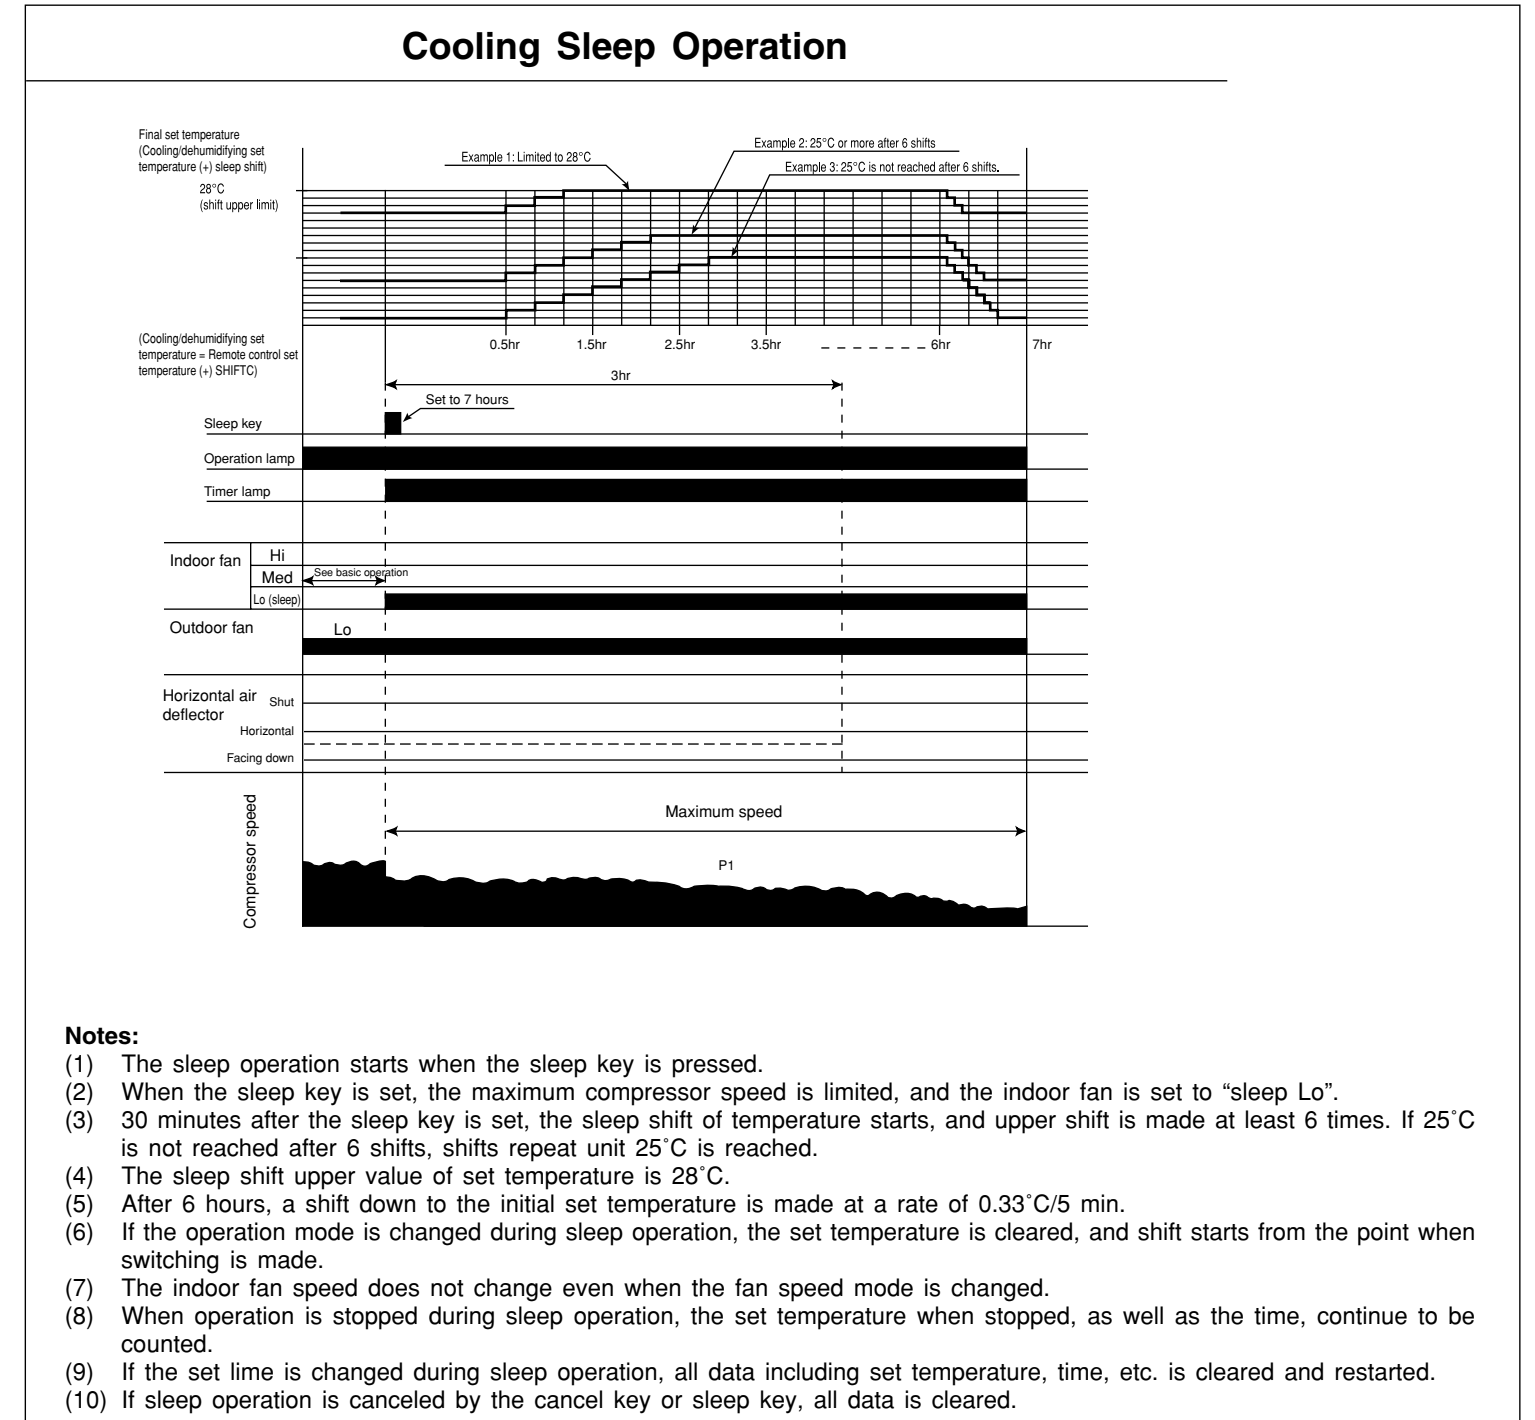 Cooling Sleep Operation
Final set temperature
(Cooling/dehumidifying set
temperature (+) sleep shift)
28°C
(shift upper limit)
Example 1: Limited to 28°C
Example 2: 25°C or more after 6 shifts
Example 3: 25°C is not reached after 6 shifts.
(Cooling/dehumidifying set
temperature = Remote control set
temperature (+) SHIFTC)
0.5hr 1.5hr 2.5hr 3.5hr 6hr 7hr
3hr
Set to 7 hours
Sleep key
Operation lamp
Timer lamp
Indoor fan
Hi
Med
See basic operation
Lo (sleep)
Outdoor fan
Lo
Horizontal air
deflector
Shut
Horizontal
Facing down
Compressor speed
Maximum speed
P1
Notes:
(1) The sleep operation starts when the sleep key is pressed.
(2) When the sleep key is set, the maximum compressor speed is limited, and the indoor fan is set to “sleep Lo”.
(3) 30 minutes after the sleep key is set, the sleep shift of temperature starts, and upper shift is made at least 6 times. If 25˚C
is not reached after 6 shifts, shifts repeat unit 25˚C is reached.
(4) The sleep shift upper value of set temperature is 28˚C.
(5) After 6 hours, a shift down to the initial set temperature is made at a rate of 0.33˚C/5 min.
(6) If the operation mode is changed during sleep operation, the set temperature is cleared, and shift starts from the point when
switching is made.
(7) The indoor fan speed does not change even when the fan speed mode is changed.
(8) When operation is stopped during sleep operation, the set temperature when stopped, as well as the time, continue to be
counted.
(9) If the set lime is changed during sleep operation, all data including set temperature, time, etc. is cleared and restarted.
(10) If sleep operation is canceled by the cancel key or sleep key, all data is cleared.